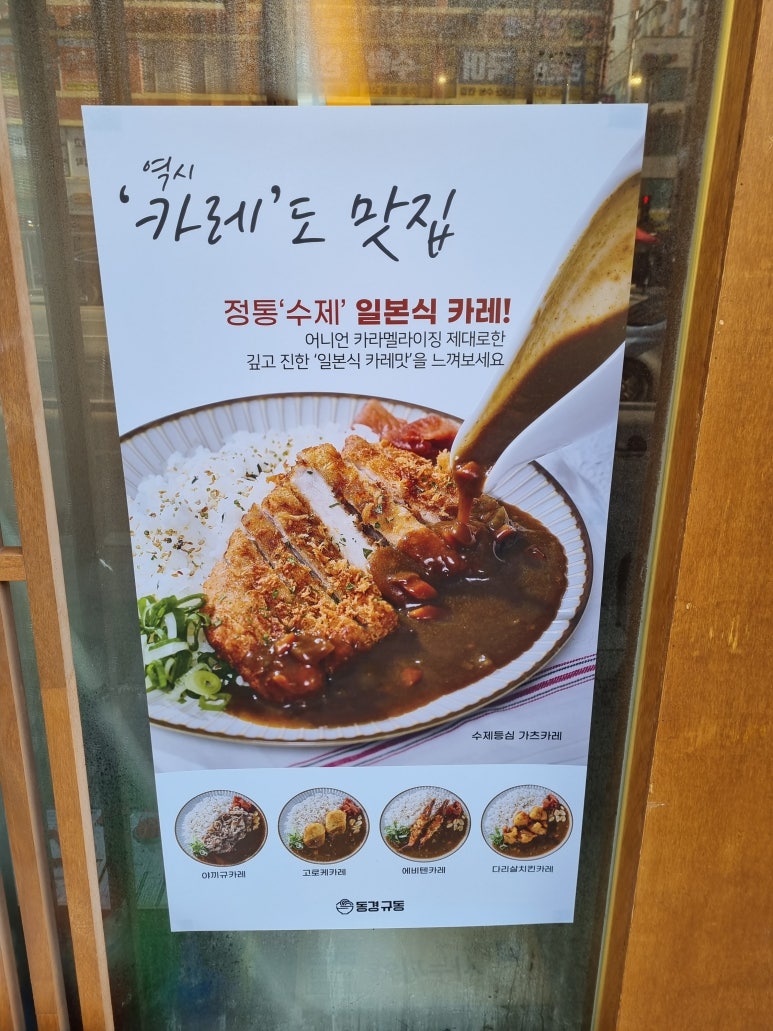 역시
'카레'도 맛집
정통'수제' 일본식 카레!
어니언 카라멜라이징 제대로한
깊고 진한 '일본식 카레맛'을 느껴보세요
수제등심 가츠카레
야끼규카레
고로케카레
에비텐카레
다리살치킨카레
동경규동